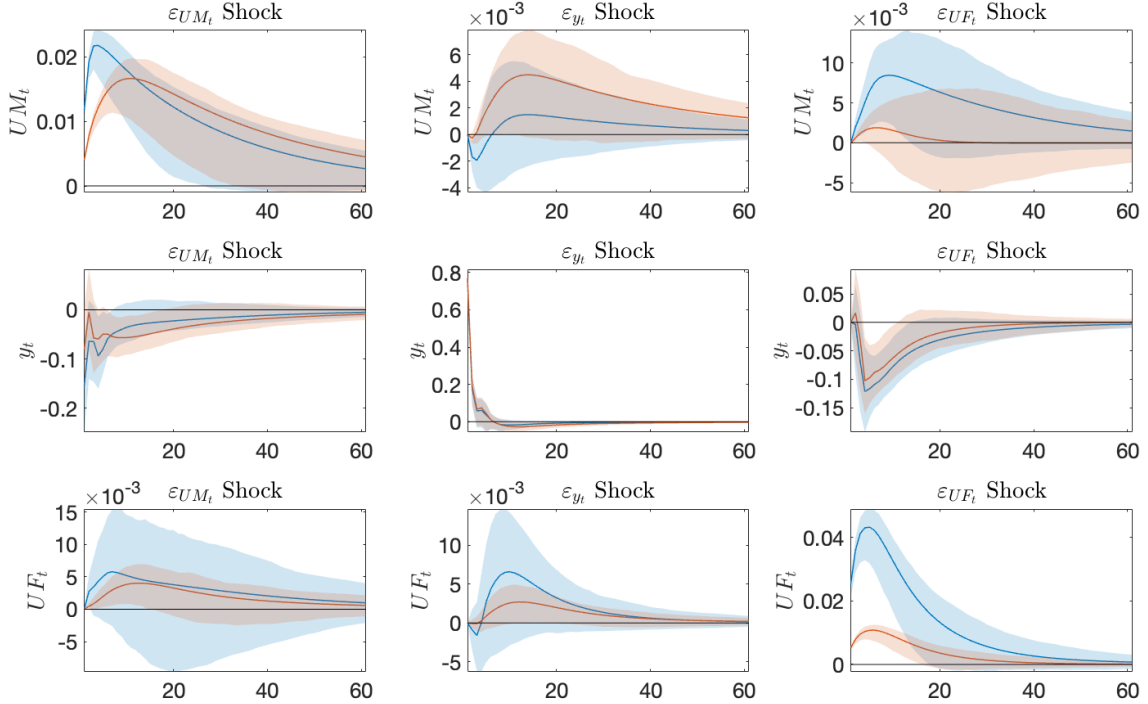 ε_{UM_t} Shock
0.02
0.01
0
UM_t
20 40 60
×10⁻³ ε_{y_t} Shock
8
6
4
2
0
-2
-4
UM_t
20 40 60
×10⁻³ ε_{UF_t} Shock
10
5
0
-5
UM_t
20 40 60
ε_{UM_t} Shock
0
-0.1
-0.2
y_t
20 40 60
ε_{y_t} Shock
0.8
0.6
0.4
0.2
0
y_t
20 40 60
ε_{UF_t} Shock
0.05
0
-0.05
-0.1
-0.15
y_t
20 40 60
×10⁻³ ε_{UM_t} Shock
15
10
5
0
-5
UF_t
20 40 60
×10⁻³ ε_{y_t} Shock
15
10
5
0
-5
UF_t
20 40 60
ε_{UF_t} Shock
0.04
0.02
0
UF_t
20 40 60